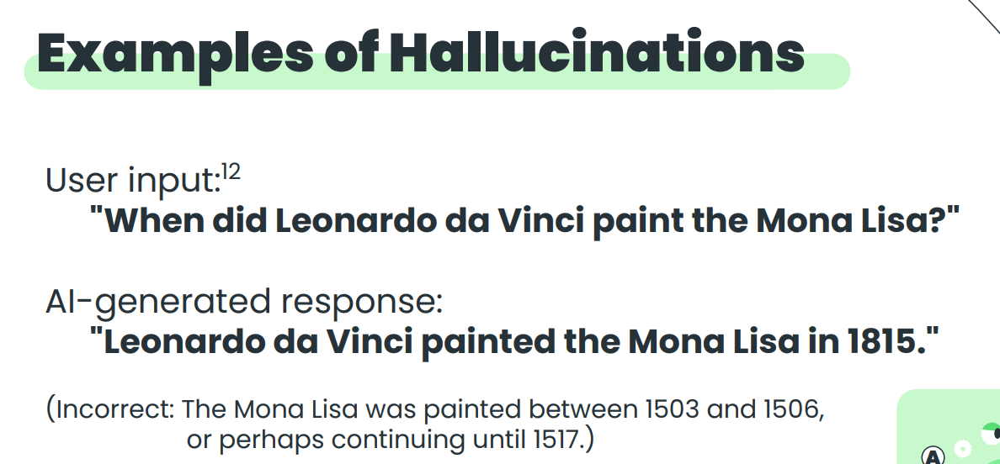 Examples of Hallucinations
User input:12
"When did Leonardo da Vinci paint the Mona Lisa?"
AI-generated response:
"Leonardo da Vinci painted the Mona Lisa in 1815."
(Incorrect: The Mona Lisa was painted between 1503 and 1506,
or perhaps continuing until 1517.)
A